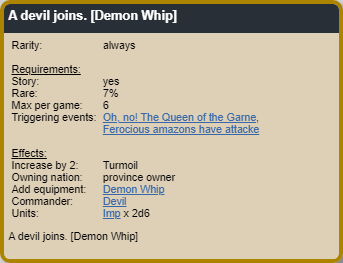 A devil joins. [Demon Whip]
Rarity: always
Requirements:
Story: yes
Rare: 7%
Max per game: 6
Triggering events: Oh, no! The Queen of the Game,
Ferocious amazons have attacke
Effects:
Increase by 2: Turmoil
Owning nation: province owner
Add equipment: Demon Whip
Commander: Devil
Units: Imp x 2d6
A devil joins. [Demon Whip]